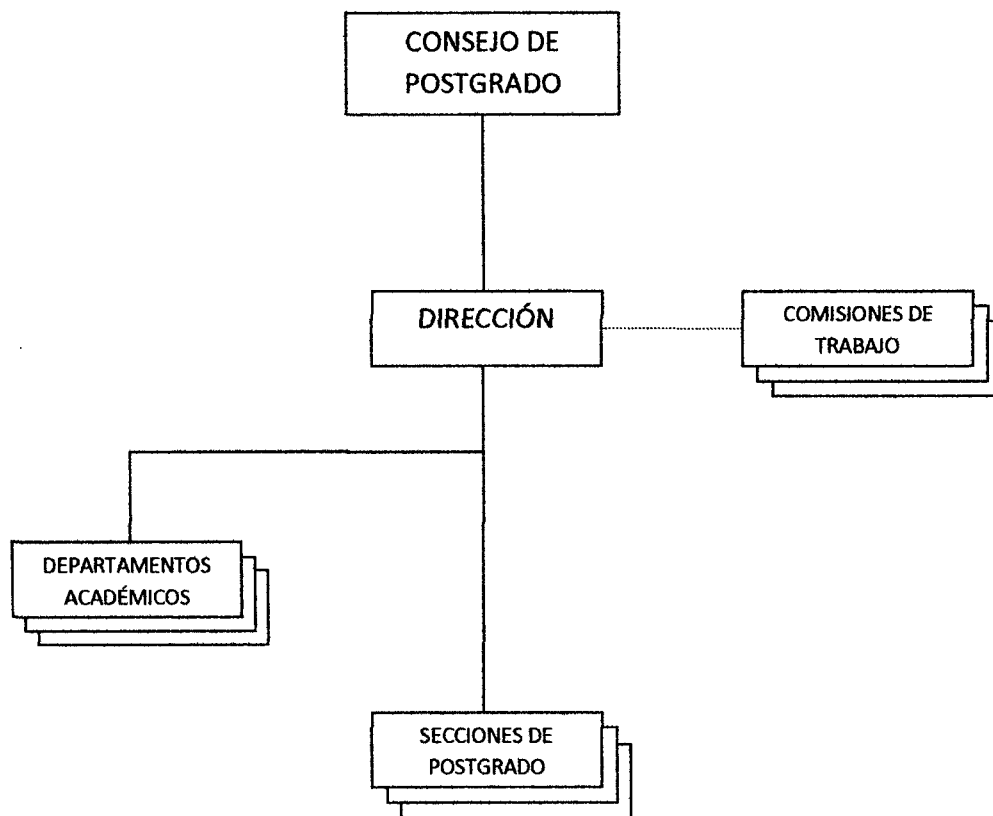 CONSEJO DE
POSTGRADO
DIRECCIÓN
COMISIONES DE
TRABAJO
DEPARTAMENTOS
ACADÉMICOS
SECCIONES DE
POSTGRADO